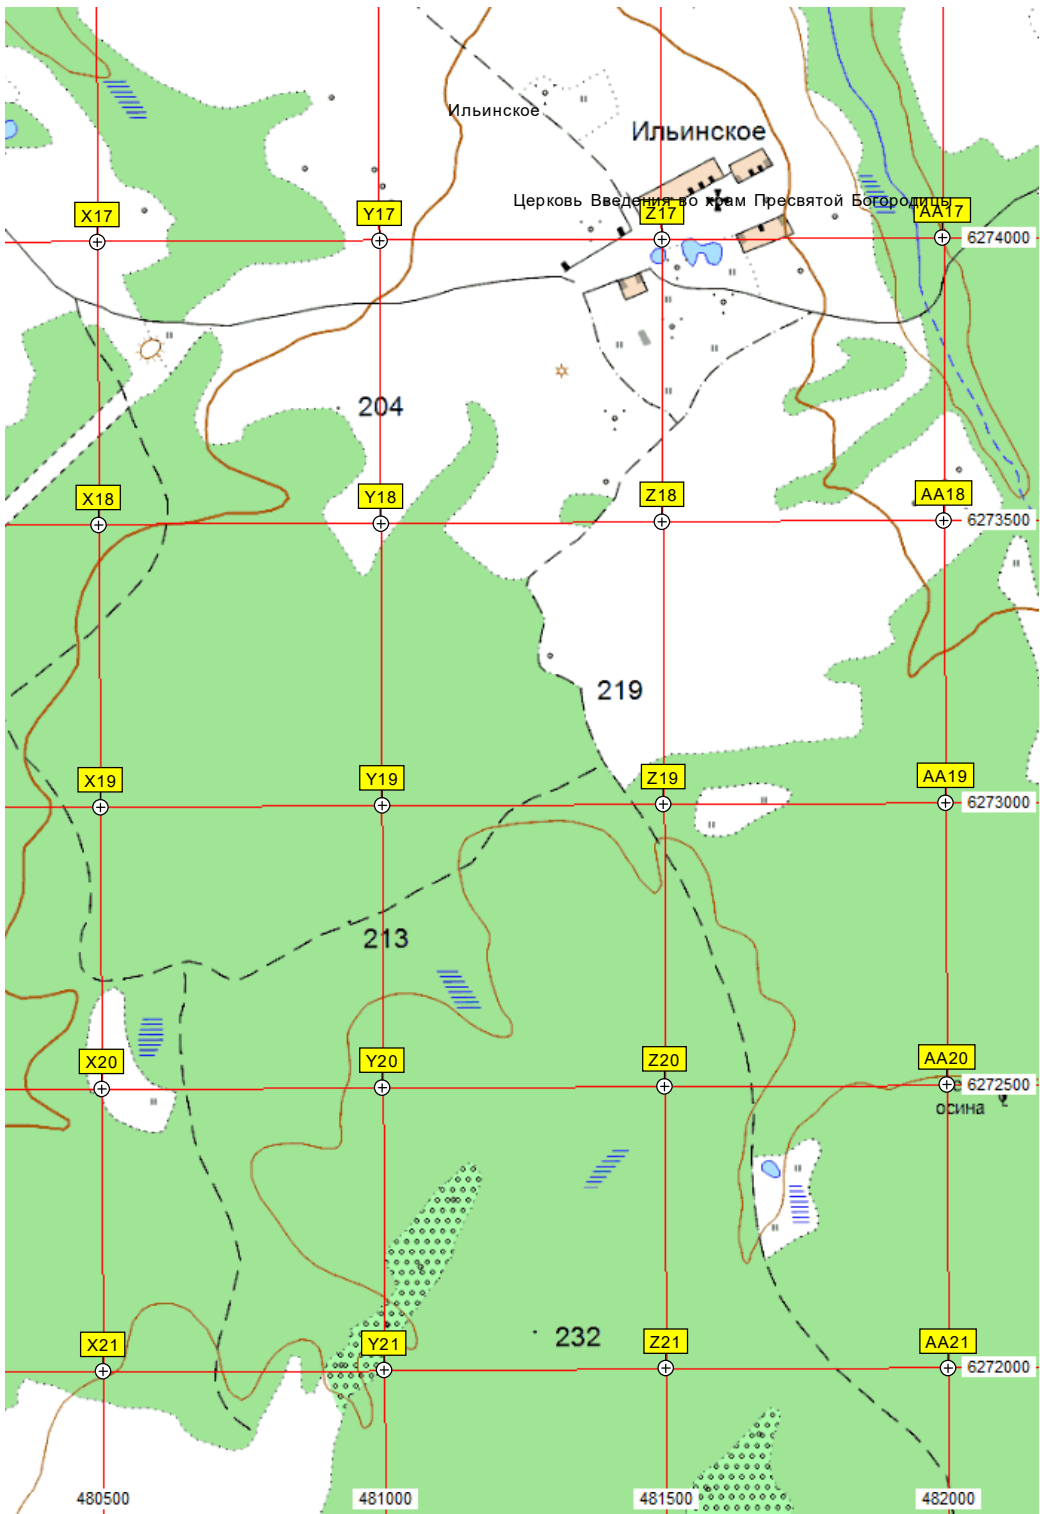 Ильинское
Ильинское
Церковь Введения во храм Пресвятой Богородицы
X17
Y17
Z17
AA17
6274000
204
X18
Y18
Z18
AA18
6273500
219
X19
Y19
Z19
AA19
6273000
213
X20
Y20
Z20
AA20
6272500
осина
232
X21
Y21
Z21
AA21
6272000
480500
481000
481500
482000